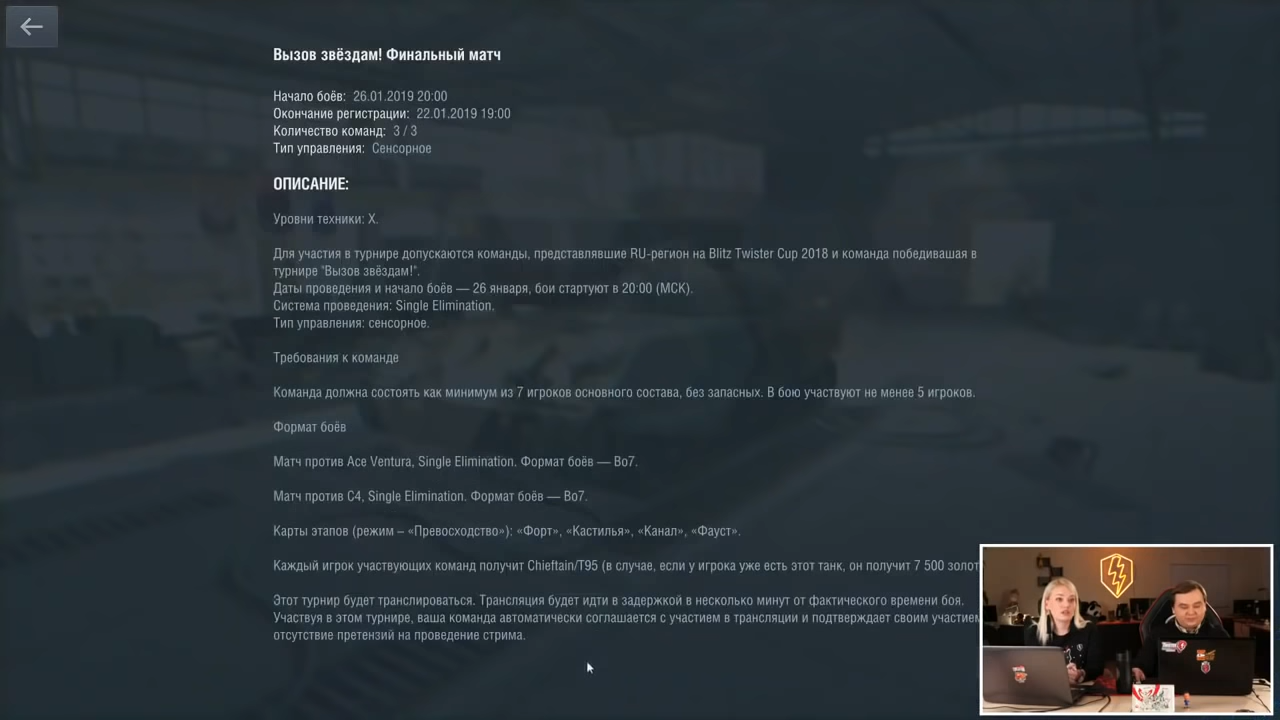 Вызов звёздам! Финальный матч
Начало боёв: 26.01.2019 20:00
Окончание регистрации: 22.01.2019 19:00
Количество команд: 3 / 3
Тип управления: Сенсорное
ОПИСАНИЕ:
Уровни техники: X.
Для участия в турнире допускаются команды, представлявшие RU-регион на Blitz Twister Cup 2018 и команда победивашая в
турнире "Вызов звёздам!".
Даты проведения и начало боёв — 26 января, бои стартуют в 20:00 (МСК).
Система проведения: Single Elimination.
Тип управления: сенсорное.
Требования к команде
Команда должна состоять как минимум из 7 игроков основного состава, без запасных. В бою участвуют не менее 5 игроков.
Формат боёв
Матч против Ace Ventura, Single Elimination. Формат боёв — Bo7.
Матч против C4, Single Elimination. Формат боёв — Bo7.
Карты этапов (режим – «Превосходство»): «Форт», «Кастилья», «Канал», «Фауст».
Каждый игрок участвующих команд получит Chieftain/T95 (в случае, если у игрока уже есть этот танк, он получит 7 500 золот
Этот турнир будет транслироваться. Трансляция будет идти в задержкой в несколько минут от фактического времени боя.
Участвуя в этом турнире, ваша команда автоматически соглашается с участием в трансляции и подтверждает своим участием
отсутствие претензий на проведение стрима.